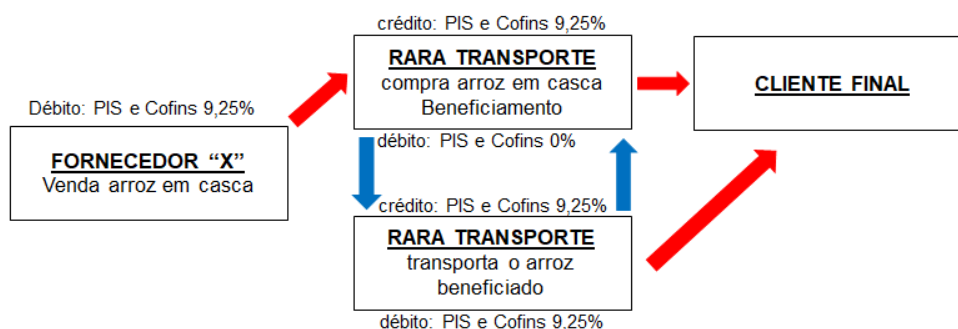 crédito: PIS e Cofins 9,25%
RARA TRANSPORTE
compra arroz em casca
Beneficiamento
débito: PIS e Cofins 0%
CLIENTE FINAL
Débito: PIS e Cofins 9,25%
FORNECEDOR “X”
Venda arroz em casca
crédito: PIS e Cofins 9,25%
RARA TRANSPORTE
transporta o arroz
beneficiado
débito: PIS e Cofins 9,25%